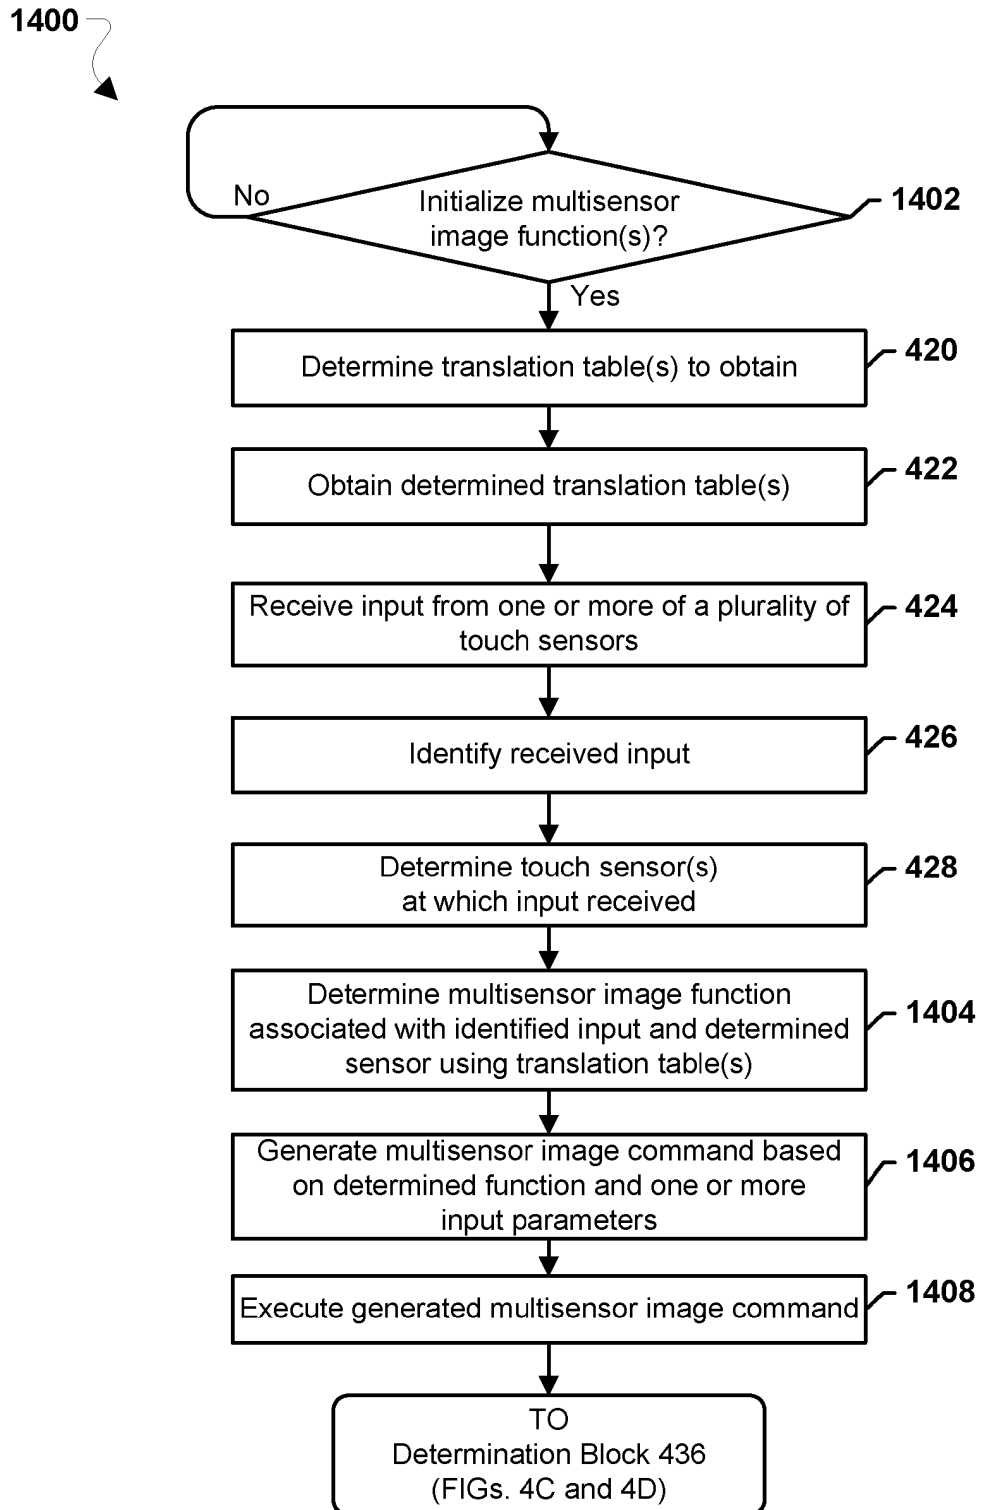 1400
No
Initialize multisensor
image function(s)?
1402
Yes
Determine translation table(s) to obtain
420
Obtain determined translation table(s)
422
Receive input from one or more of a plurality of
touch sensors
424
Identify received input
426
Determine touch sensor(s)
at which input received
428
Determine multisensor image function
associated with identified input and determined
sensor using translation table(s)
1404
Generate multisensor image command based
on determined function and one or more
input parameters
1406
Execute generated multisensor image command
1408
TO
Determination Block 436
(FIGs. 4C and 4D)